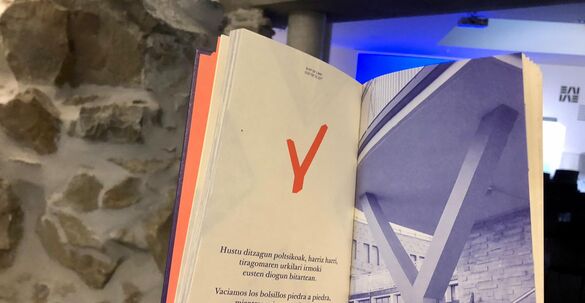 Y
Hustu ditzagun poltsikoak, harriz harri,
tiragomaren urkilari irmoki
eusten diogun bitartean.
Vaciamos los bolsillos piedra a piedra,